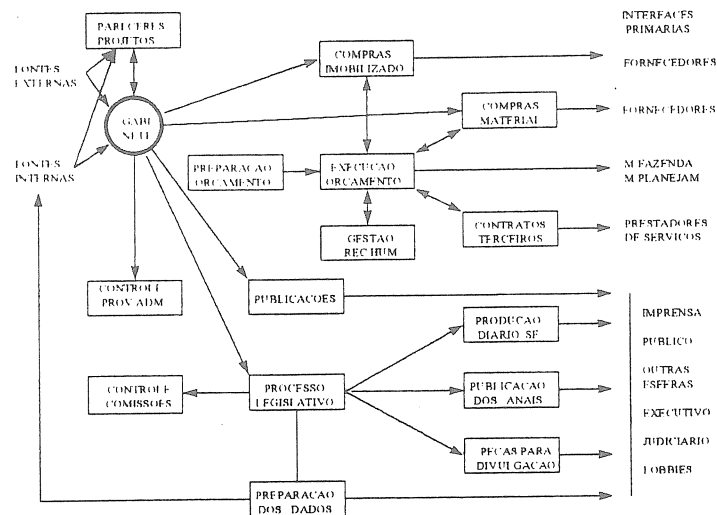 INTERFACES
PRIMARIAS
PARECERES
PROJETOS
FONTES
EXTERNAS
COMPRAS
IMOBILIZADO
FORNECEDORES
GABI
NETE
COMPRAS
MATERIAL
FORNECEDORES
FONTES
INTERNAS
PREPARACAO
ORCAMENTO
EXECUCAO
ORCAMENTO
M FAZENDA
M PLANEJAM
GESTAO
REC HUM
CONTRATOS
TERCEIROS
PRESTADORES
DE SERVICOS
CONTROLE
PROV ADM
PUBLICACOES
PRODUCAO
DIARIO SF
IMPRENSA
PUBLICO
CONTROLE
COMISSOES
PROCESSO
LEGISLATIVO
PUBLICACAO
DOS ANAIS
OUTRAS
ESFERAS
EXECUTIVO
PECAS PARA
DIVULGACAO
JUDICIARIO
LOBBIES
PREPARACAO
DOS DADOS